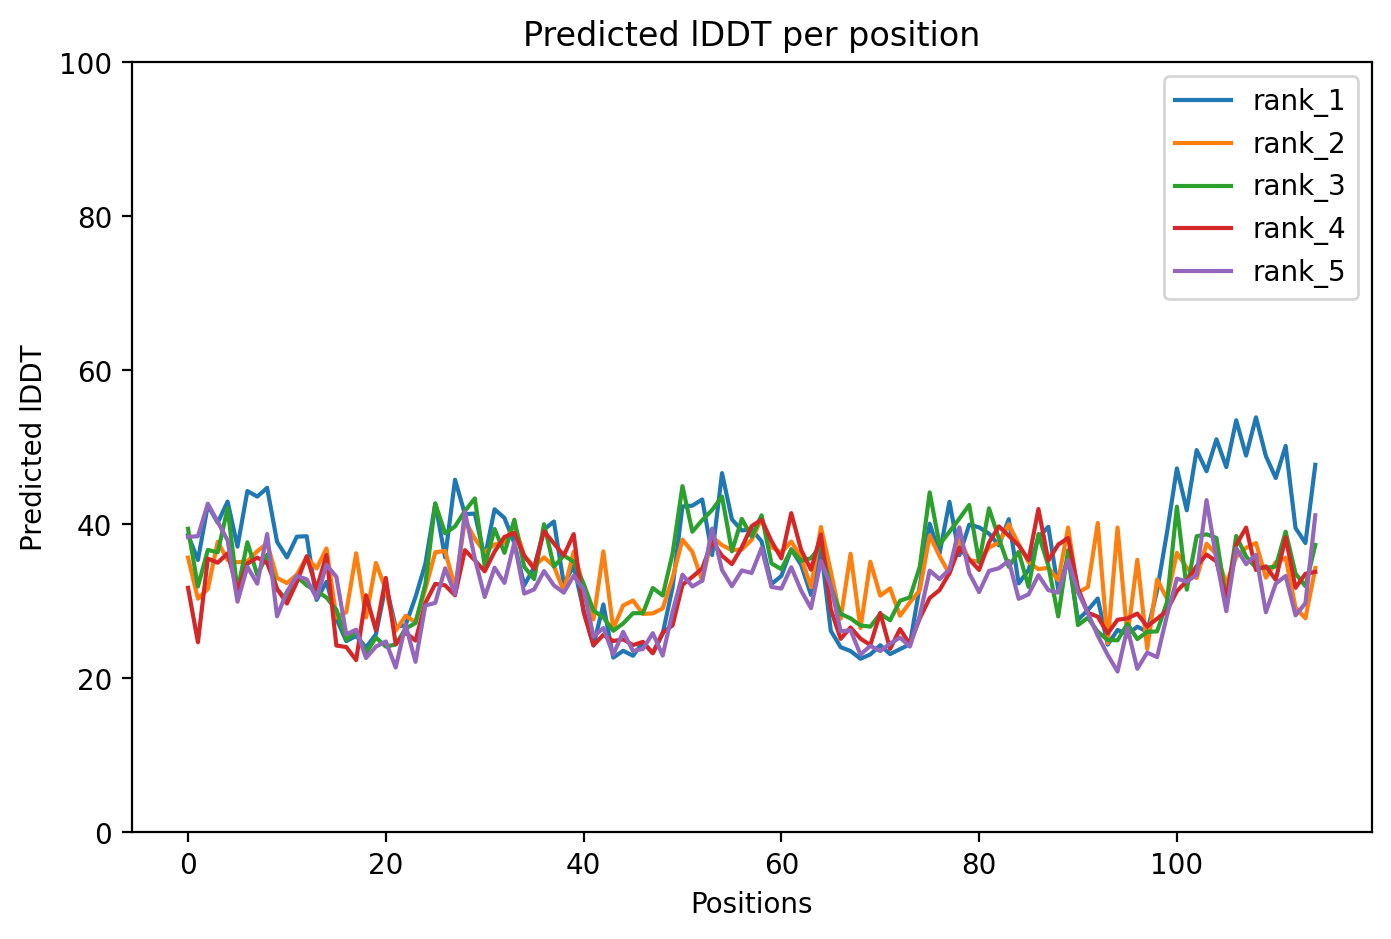 Predicted lDDT per position
100
80
60
40
20
0
Predicted lDDT
rank_1
rank_2
rank_3
rank_4
rank_5
0 20 40 60 80 100
Positions